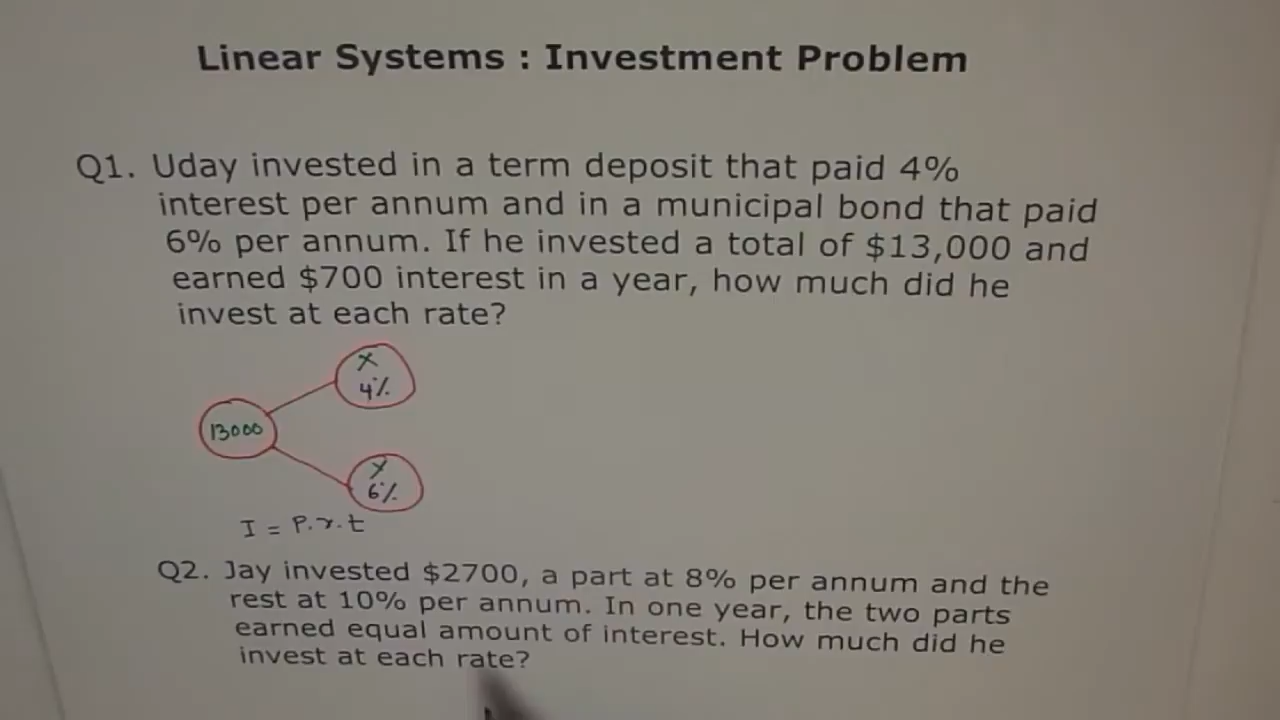 Linear Systems : Investment Problem
Q1. Uday invested in a term deposit that paid 4%
interest per annum and in a municipal bond that paid
6% per annum. If he invested a total of $13,000 and
earned $700 interest in a year, how much did he
invest at each rate?
x
4%
13000
y
6%
I = P.r.t
Q2. Jay invested $2700, a part at 8% per annum and the
rest at 10% per annum. In one year, the two parts
earned equal amount of interest. How much did he
invest at each rate?